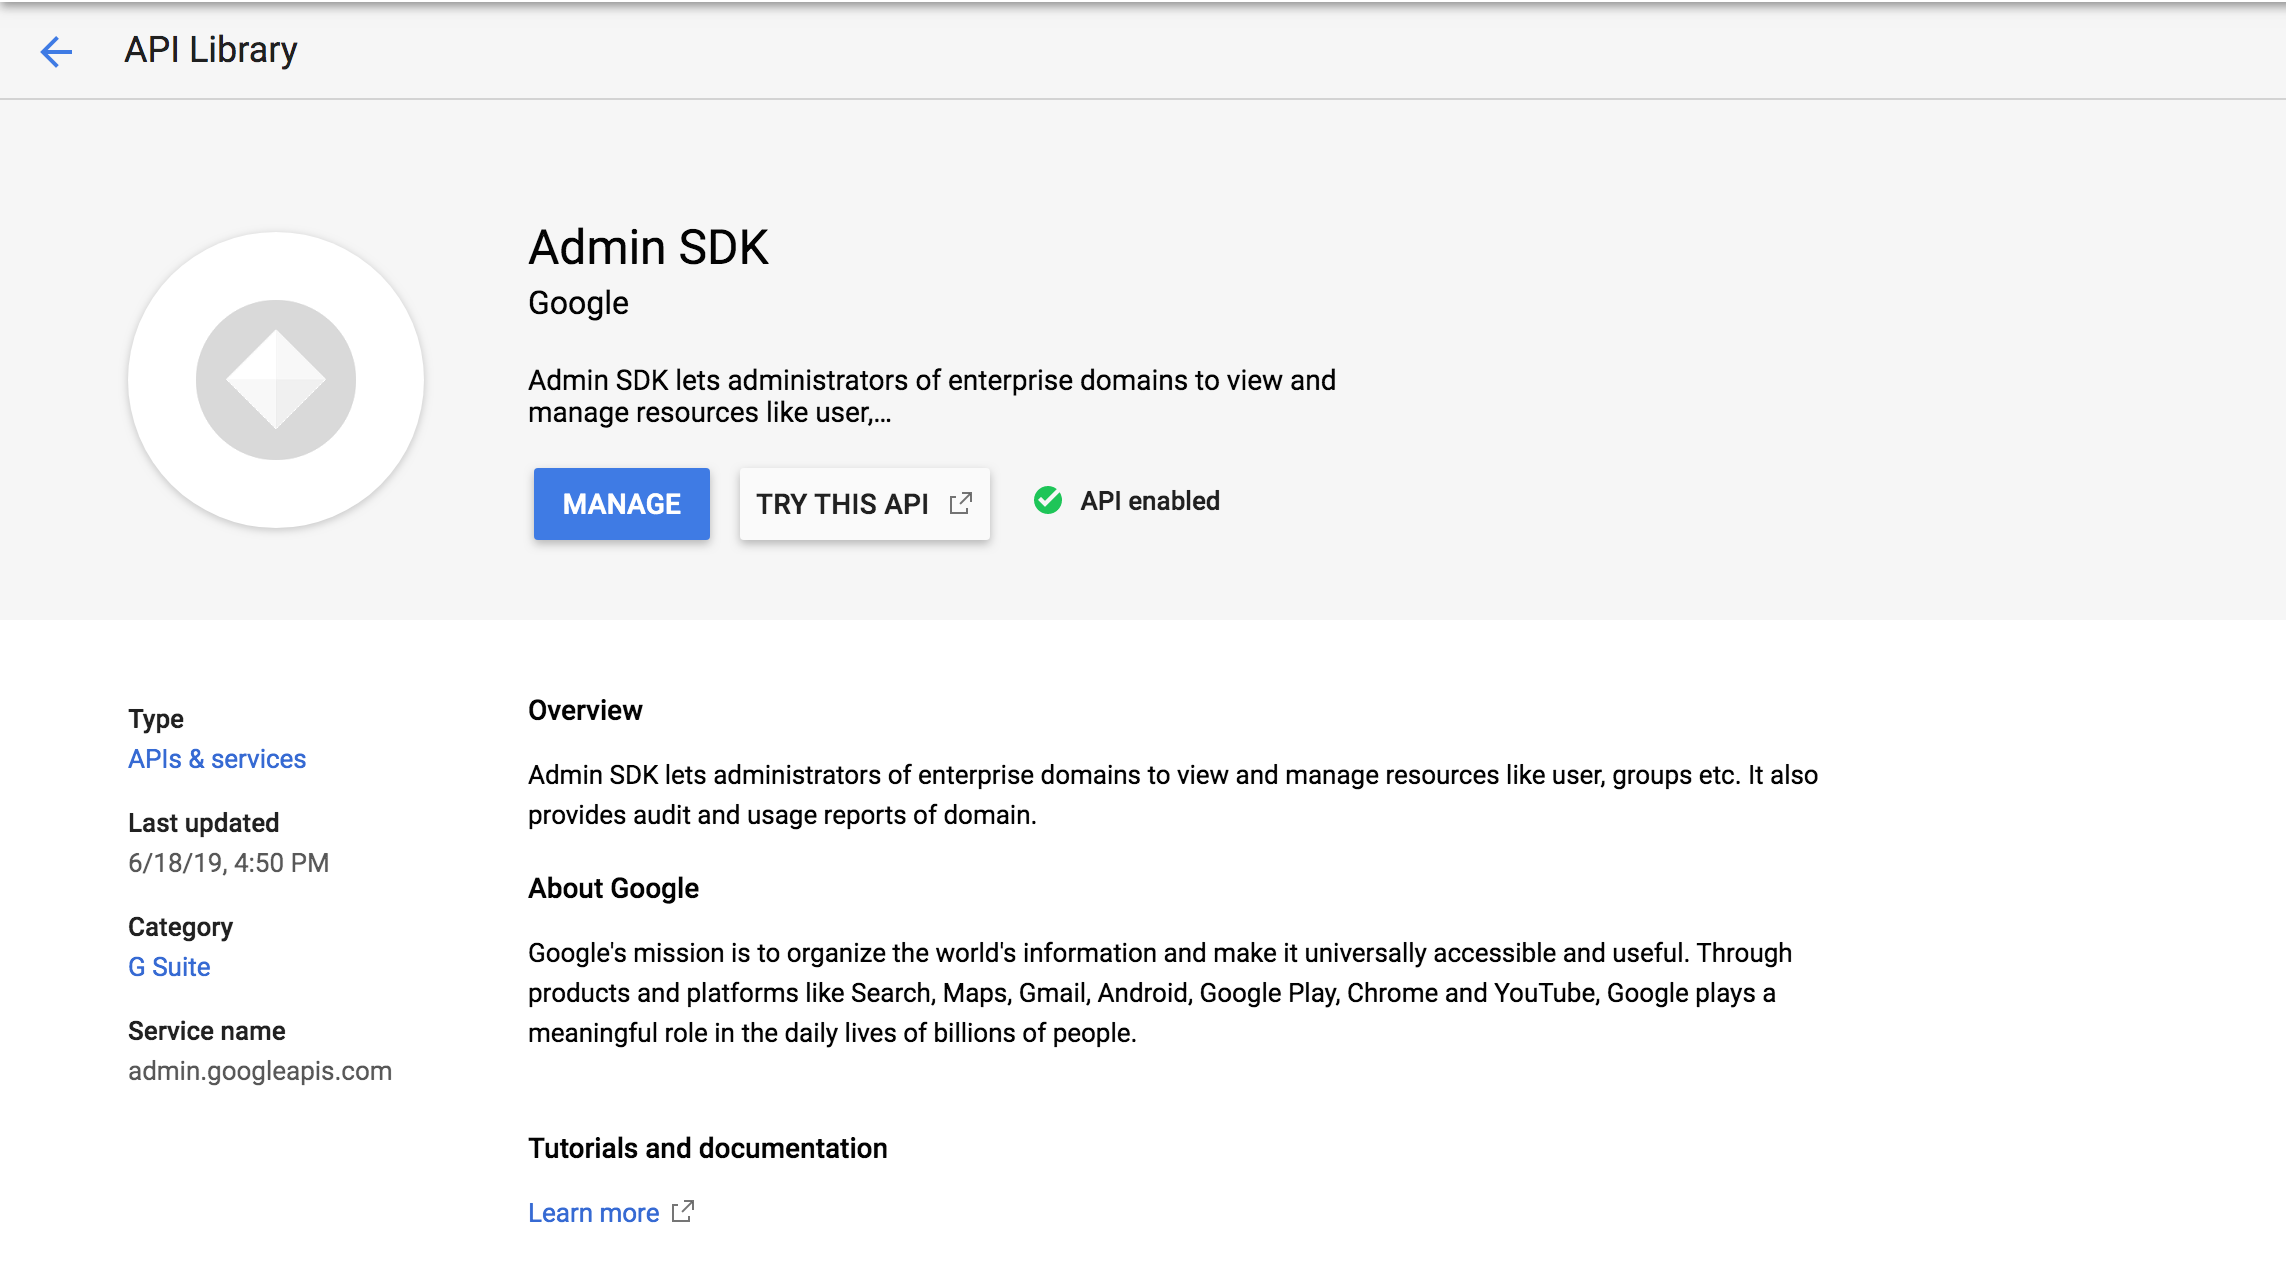 API Library
Admin SDK
Google
Admin SDK lets administrators of enterprise domains to view and
manage resources like user,...
MANAGE
TRY THIS API
API enabled
Type
APIs & services
Last updated
6/18/19, 4:50 PM
Category
G Suite
Service name
admin.googleapis.com
Overview
Admin SDK lets administrators of enterprise domains to view and manage resources like user, groups etc. It also
provides audit and usage reports of domain.
About Google
Google's mission is to organize the world's information and make it universally accessible and useful. Through
products and platforms like Search, Maps, Gmail, Android, Google Play, Chrome and YouTube, Google plays a
meaningful role in the daily lives of billions of people.
Tutorials and documentation
Learn more